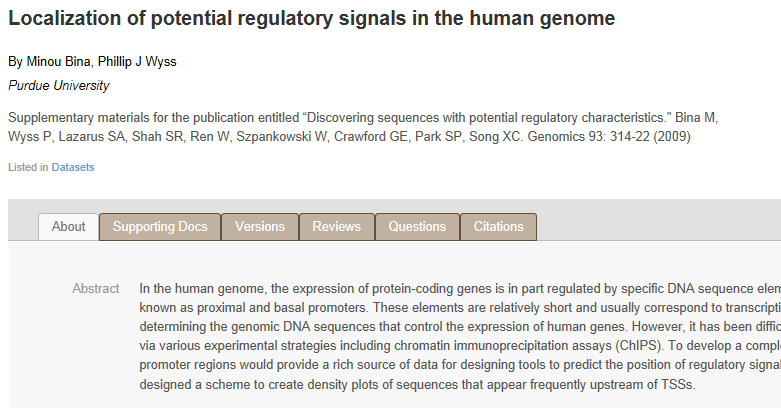 Localization of potential regulatory signals in the human genome
By Minou Bina, Phillip J Wyss
Purdue University
Supplementary materials for the publication entitled “Discovering sequences with potential regulatory characteristics." Bina M,
Wyss P, Lazarus SA, Shah SR, Ren W, Szpankowski W, Crawford GE, Park SP, Song XC. Genomics 93: 314-22 (2009)
Listed in Datasets
About Supporting Docs Versions Reviews Questions Citations
Abstract In the human genome, the expression of protein-coding genes is in part regulated by specific DNA sequence elem
known as proximal and basal promoters. These elements are relatively short and usually correspond to transcripti
determining the genomic DNA sequences that control the expression of human genes. However, it has been diffic
via various experimental strategies including chromatin immunoprecipitation assays (ChIPS). To develop a comple
promoter regions would provide a rich source of data for designing tools to predict the position of regulatory signal
designed a scheme to create density plots of sequences that appear frequently upstream of TSSs.